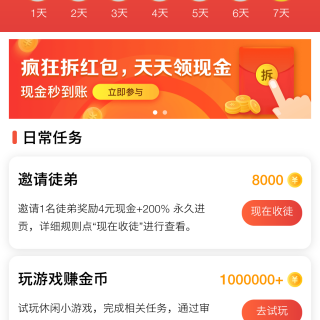 1天 2天 3天 4天 5天 6天 7天
疯狂拆红包，天天领现金
拆
现金秒到账 立即参与
日常任务
邀请徒弟 8000
邀请1名徒弟奖励4元现金+200% 永久进
贡，详细规则点“现在收徒”进行查看。
现在收徒
玩游戏赚金币 1000000+
试玩休闲小游戏，完成相关任务，通过审
去试玩